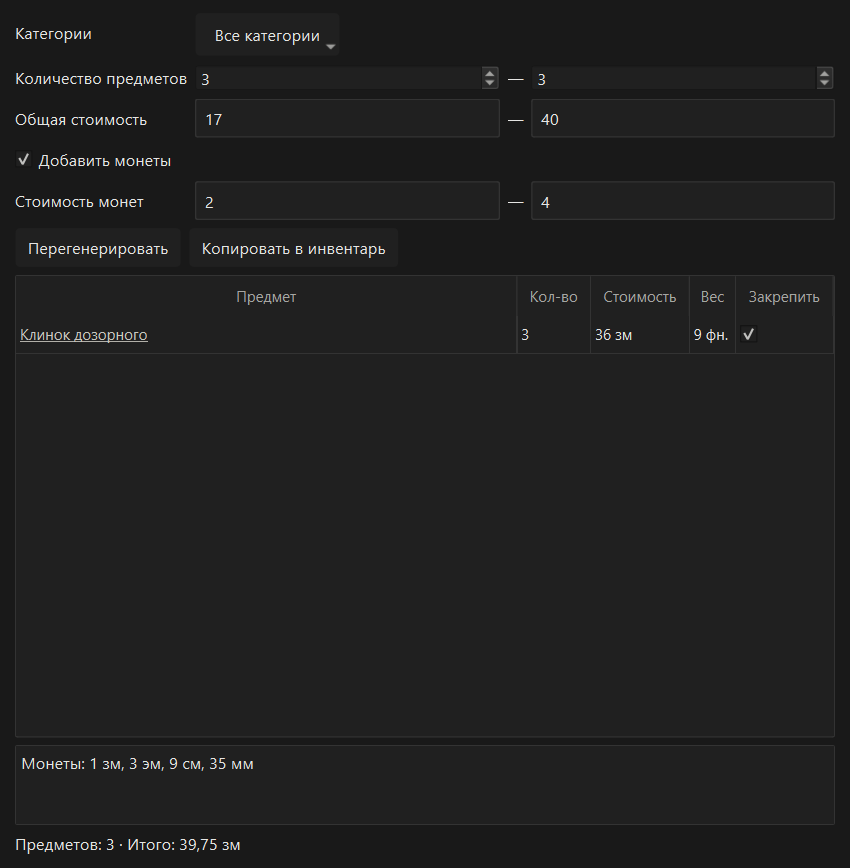 Категории Все категории
Количество предметов 3 — 3
Общая стоимость 17 — 40
Добавить монеты
Стоимость монет 2 — 4
Перегенерировать Копировать в инвентарь
Предмет Кол-во Стоимость Вес Закрепить
Клинок дозорного 3 36 зм 9 фн.
Монеты: 1 зм, 3 эм, 9 см, 35 мм
Предметов: 3 · Итого: 39,75 зм